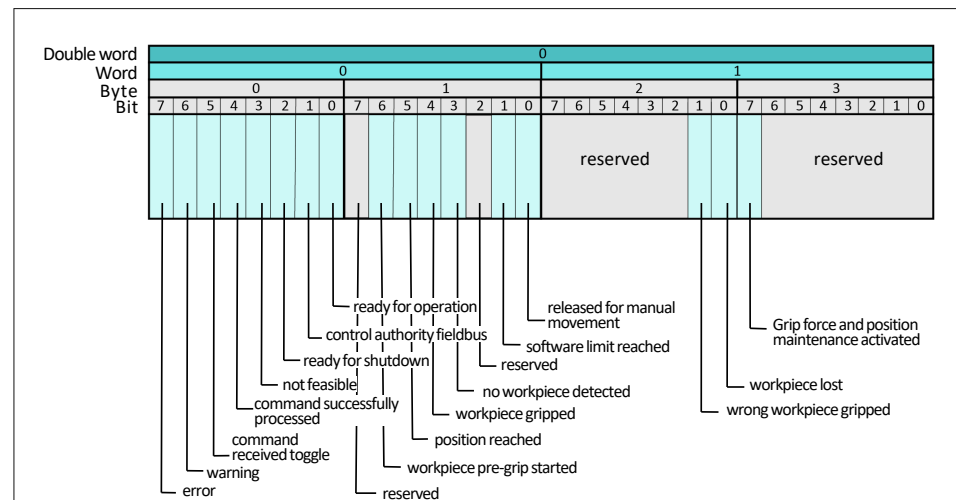 Double word 0
Word 0 1
Byte 0 1 2 3
Bit 7 6 5 4 3 2 1 0 7 6 5 4 3 2 1 0 7 6 5 4 3 2 1 0 7 6 5 4 3 2 1 0
reserved reserved
ready for operation
released for manual
movement
Grip force and position
maintenance activated
control authority fieldbus
software limit reached
ready for shutdown
reserved
not feasible
no workpiece detected
workpiece lost
command successfully
processed
workpiece gripped
wrong workpiece gripped
command
received toggle
position reached
warning
workpiece pre-grip started
error
reserved